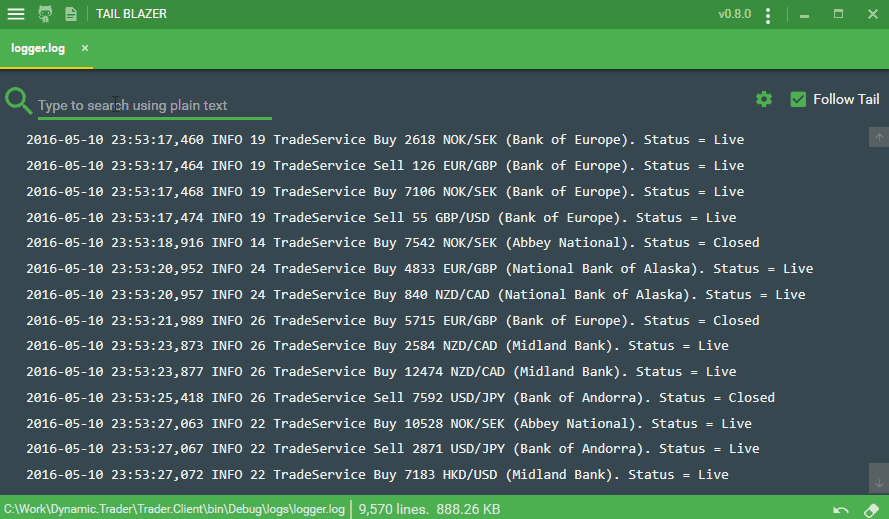 TAIL BLAZER v0.8.0
logger.log
Type to search using plain text Follow Tail
2016-05-10 23:53:17,460 INFO 19 TradeService Buy 2618 NOK/SEK (Bank of Europe). Status = Live
2016-05-10 23:53:17,464 INFO 19 TradeService Sell 126 EUR/GBP (Bank of Europe). Status = Live
2016-05-10 23:53:17,468 INFO 19 TradeService Buy 7106 NOK/SEK (Bank of Europe). Status = Live
2016-05-10 23:53:17,474 INFO 19 TradeService Sell 55 GBP/USD (Bank of Europe). Status = Live
2016-05-10 23:53:18,916 INFO 14 TradeService Buy 7542 NOK/SEK (Abbey National). Status = Closed
2016-05-10 23:53:20,952 INFO 24 TradeService Buy 4833 EUR/GBP (National Bank of Alaska). Status = Live
2016-05-10 23:53:20,957 INFO 24 TradeService Buy 840 NZD/CAD (National Bank of Alaska). Status = Live
2016-05-10 23:53:21,989 INFO 26 TradeService Buy 5715 EUR/GBP (Bank of Europe). Status = Closed
2016-05-10 23:53:23,873 INFO 26 TradeService Buy 2584 NZD/CAD (Midland Bank). Status = Live
2016-05-10 23:53:23,877 INFO 26 TradeService Buy 12474 NZD/CAD (Midland Bank). Status = Live
2016-05-10 23:53:25,418 INFO 26 TradeService Sell 7592 USD/JPY (Bank of Andorra). Status = Closed
2016-05-10 23:53:27,063 INFO 22 TradeService Buy 10528 NOK/SEK (Abbey National). Status = Live
2016-05-10 23:53:27,067 INFO 22 TradeService Sell 2871 USD/JPY (Bank of Andorra). Status = Live
2016-05-10 23:53:27,072 INFO 22 TradeService Buy 7183 HKD/USD (Midland Bank). Status = Live
C:\Work\Dynamic.Trader\Trader.Client\bin\Debug\logs\logger.log 9,570 lines. 888.26 KB